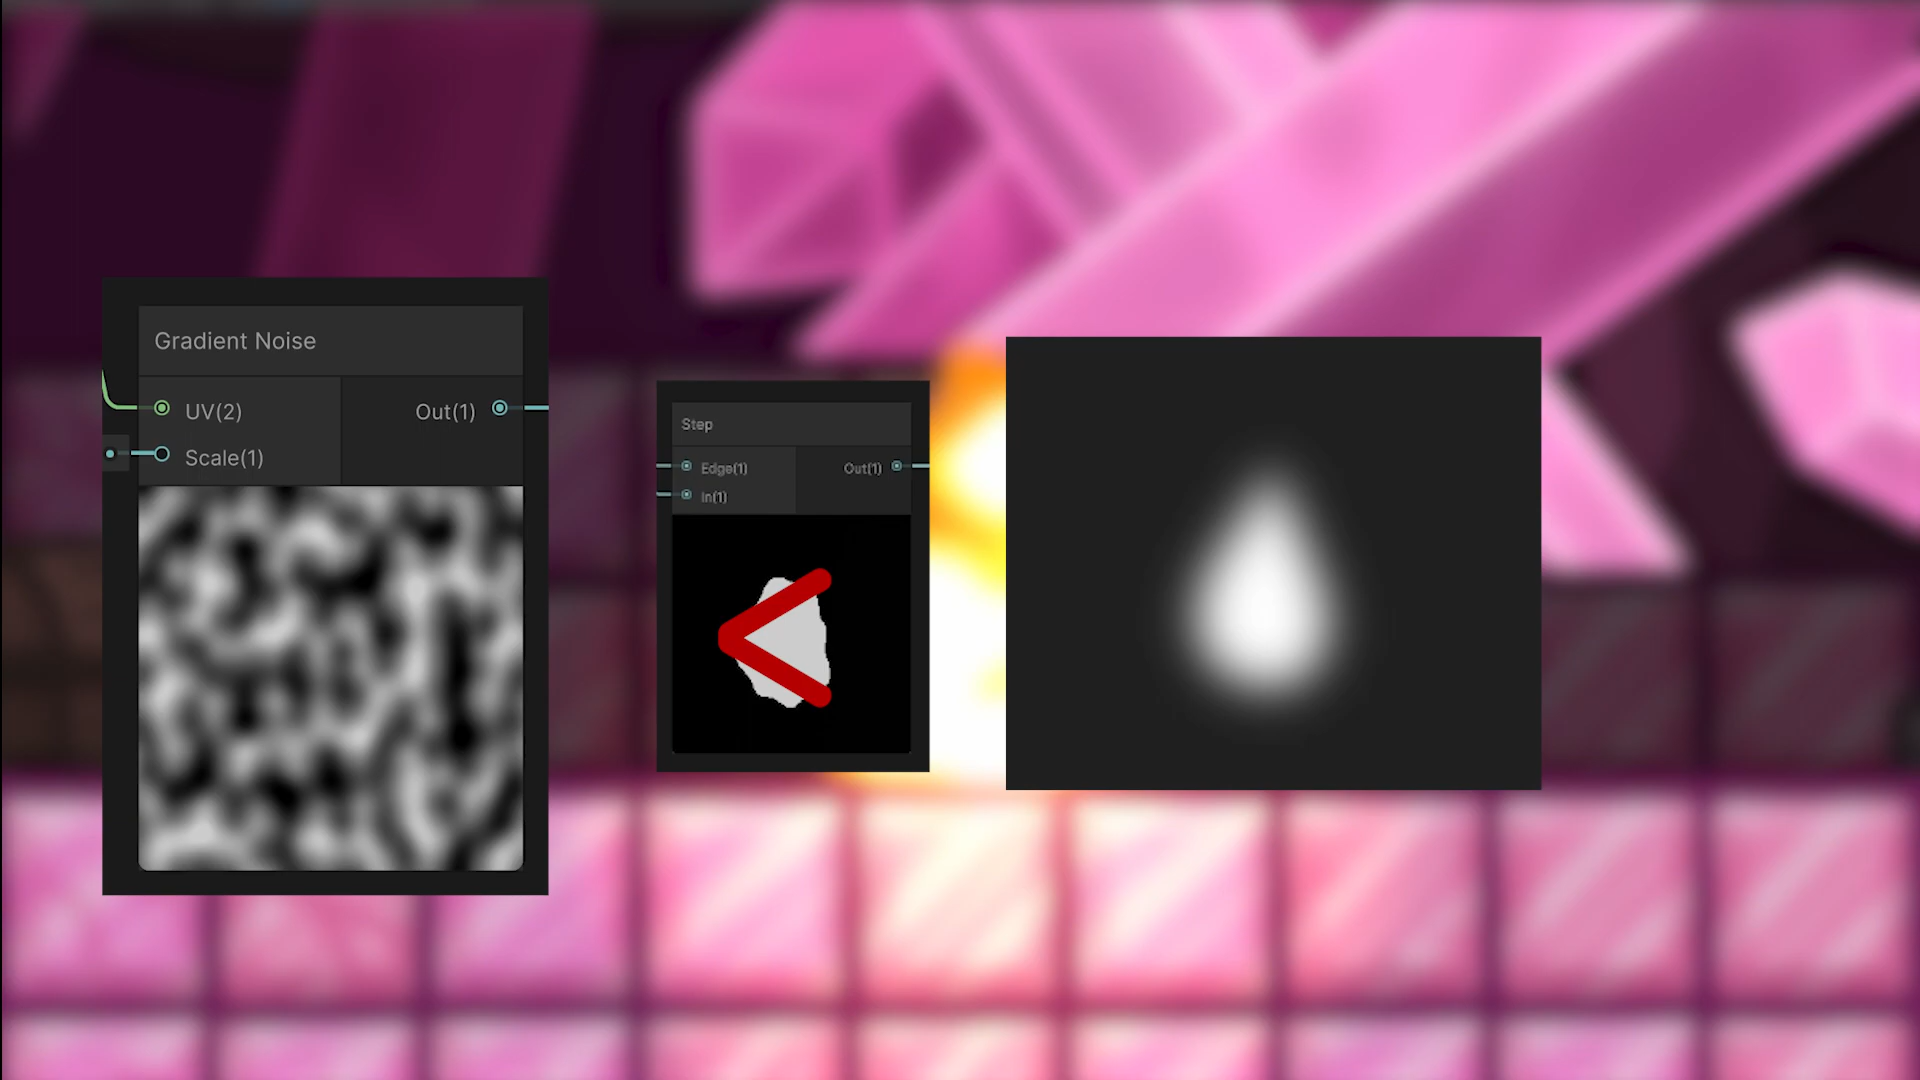 Gradient Noise
UV(2)
Out(1)
Scale(1)
Step
Edge(1)
Out(1)
In(1)